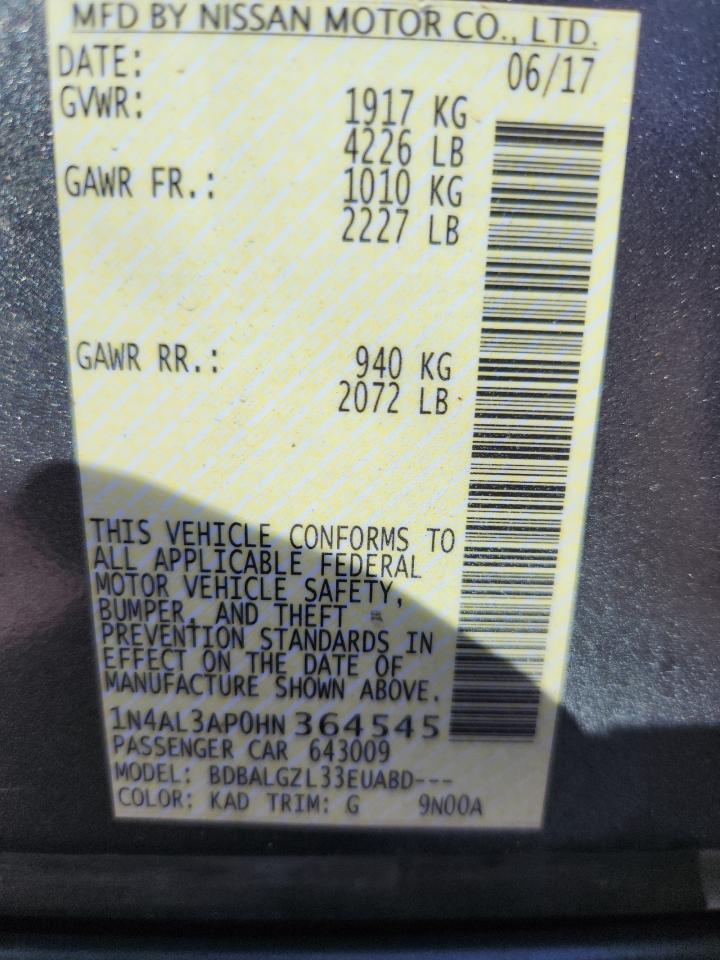 MFD BY NISSAN MOTOR CO., LTD.
DATE: 06/17
GVWR: 1917 KG
4226 LB
GAWR FR.: 1010 KG
2227 LB
GAWR RR.: 940 KG
2072 LB
THIS VEHICLE CONFORMS TO
ALL APPLICABLE FEDERAL
MOTOR VEHICLE SAFETY,
BUMPER, AND THEFT
PREVENTION STANDARDS IN
EFFECT ON THE DATE OF
MANUFACTURE SHOWN ABOVE.
1N4AL3AP0HN 364545
PASSENGER CAR 643009
MODEL: BDBALGZL33EUABD---
COLOR: KAD TRIM: G 9N00A